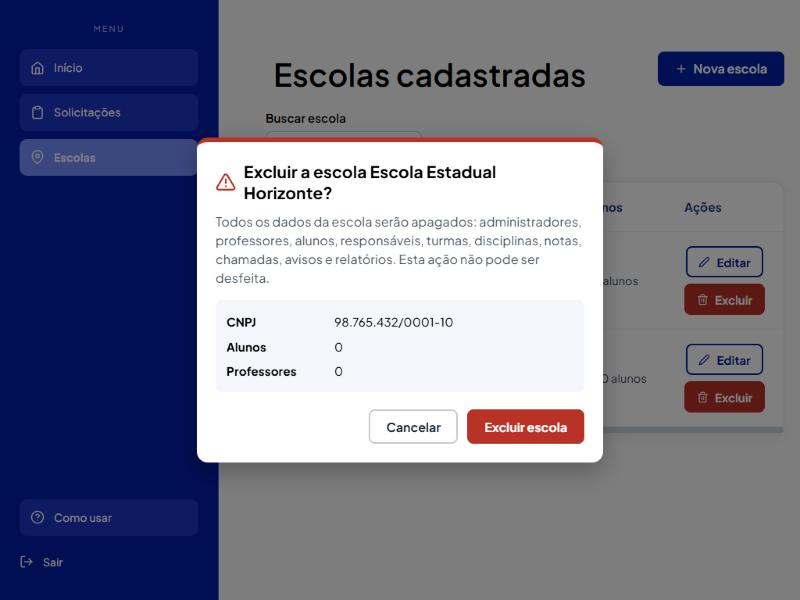 MENU
Início
Solicitações
Escolas
Como usar
Sair
Escolas cadastradas
+ Nova escola
Buscar escola
Ações
alunos
Editar
Excluir
0 alunos
Editar
Excluir
Excluir a escola Escola Estadual
Horizonte?
Todos os dados da escola serão apagados: administradores,
professores, alunos, responsáveis, turmas, disciplinas, notas,
chamadas, avisos e relatórios. Esta ação não pode ser
desfeita.
CNPJ 98.765.432/0001-10
Alunos 0
Professores 0
Cancelar
Excluir escola